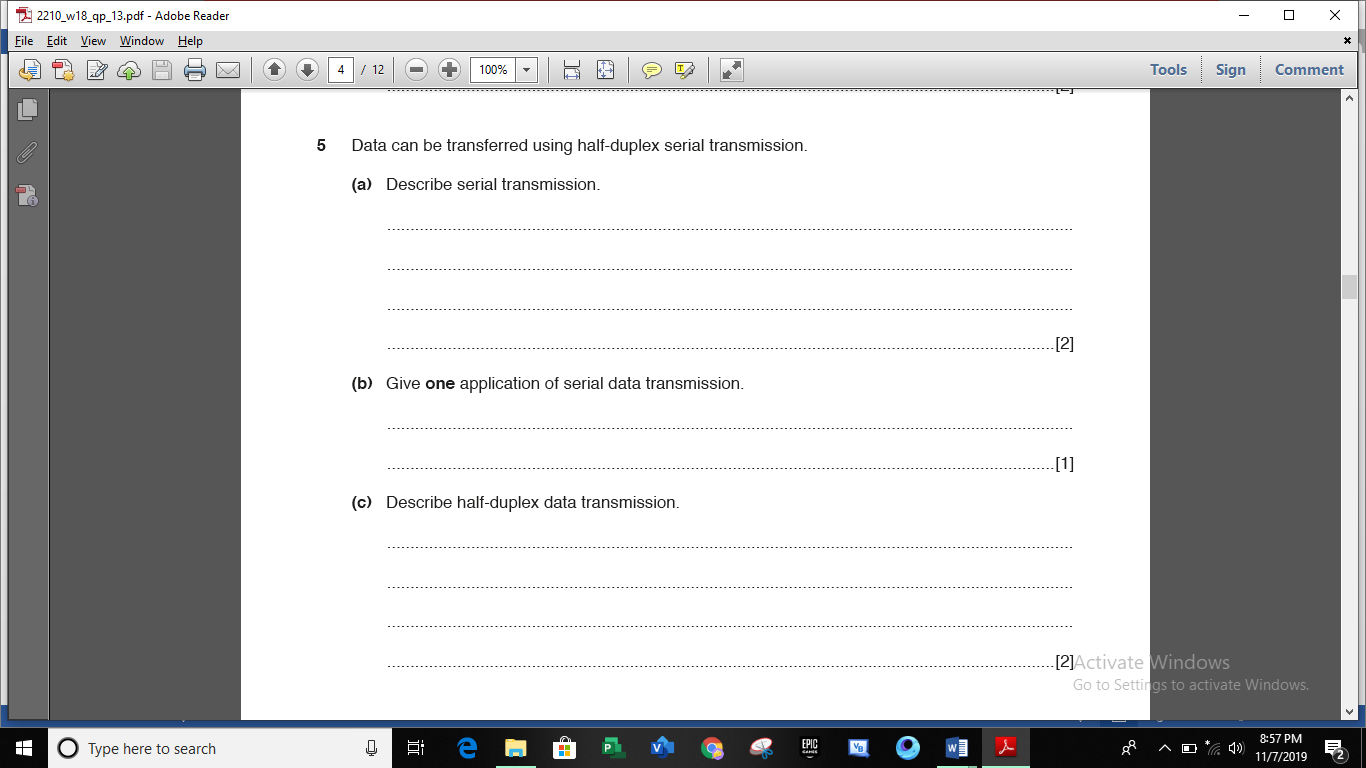 2210_w18_qp_13.pdf - Adobe Reader
File Edit View Window Help
4 / 12 100% Tools Sign Comment
[2]
5 Data can be transferred using half-duplex serial transmission.
(a) Describe serial transmission.
[2]
(b) Give one application of serial data transmission.
[1]
(c) Describe half-duplex data transmission.
[2]
Activate Windows
Go to Settings to activate Windows.
Type here to search
EPIC GAMES
8:57 PM
11/7/2019
2